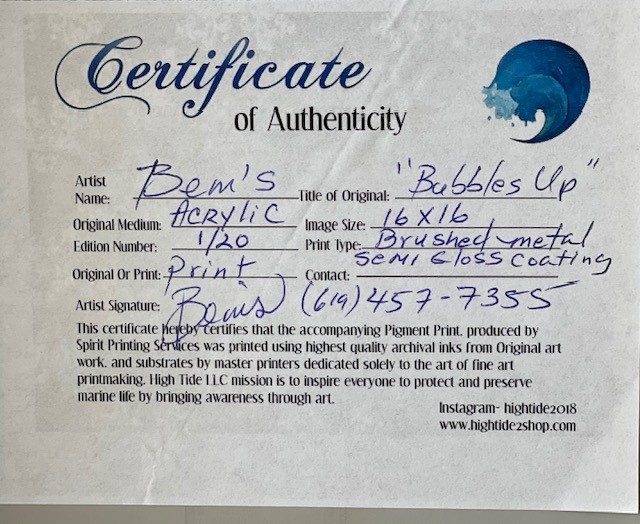 Certificate
of Authenticity
Artist Name: Bem's Title of Original: "Bubbles Up"
Original Medium: Acrylic Image Size: 16 x 16
Edition Number: 1/20 Print Type: Brushed metal
semi Gloss coating
Original Or Print: Print Contact:
Artist Signature: Bem's (619) 457-7355
This certificate hereby certifies that the accompanying Pigment Print, produced by
Spirit Printing Services was printed using highest quality archival inks from Original art
work, and substrates by master printers dedicated solely to the art of fine art
printmaking. High Tide LLC mission is to inspire everyone to protect and preserve
marine life by bringing awareness through art.
Instagram- hightide2018
www.hightide2shop.com